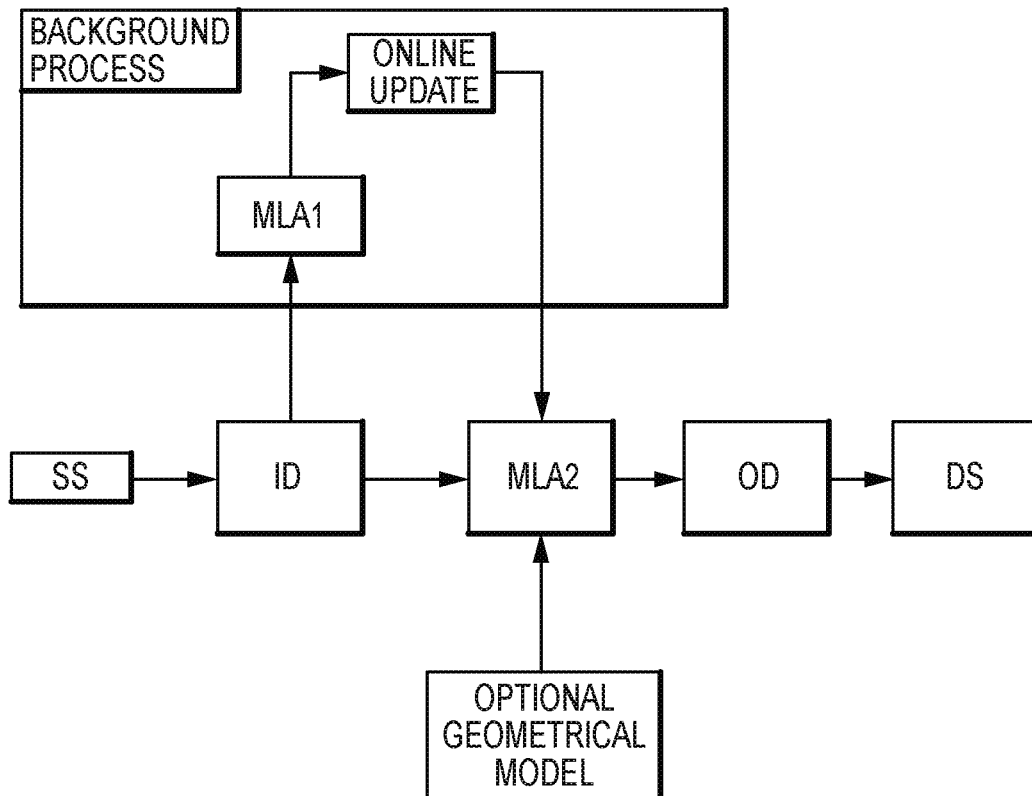 BACKGROUND
PROCESS
ONLINE
UPDATE
MLA1
SS
ID
MLA2
OD
DS
OPTIONAL
GEOMETRICAL
MODEL